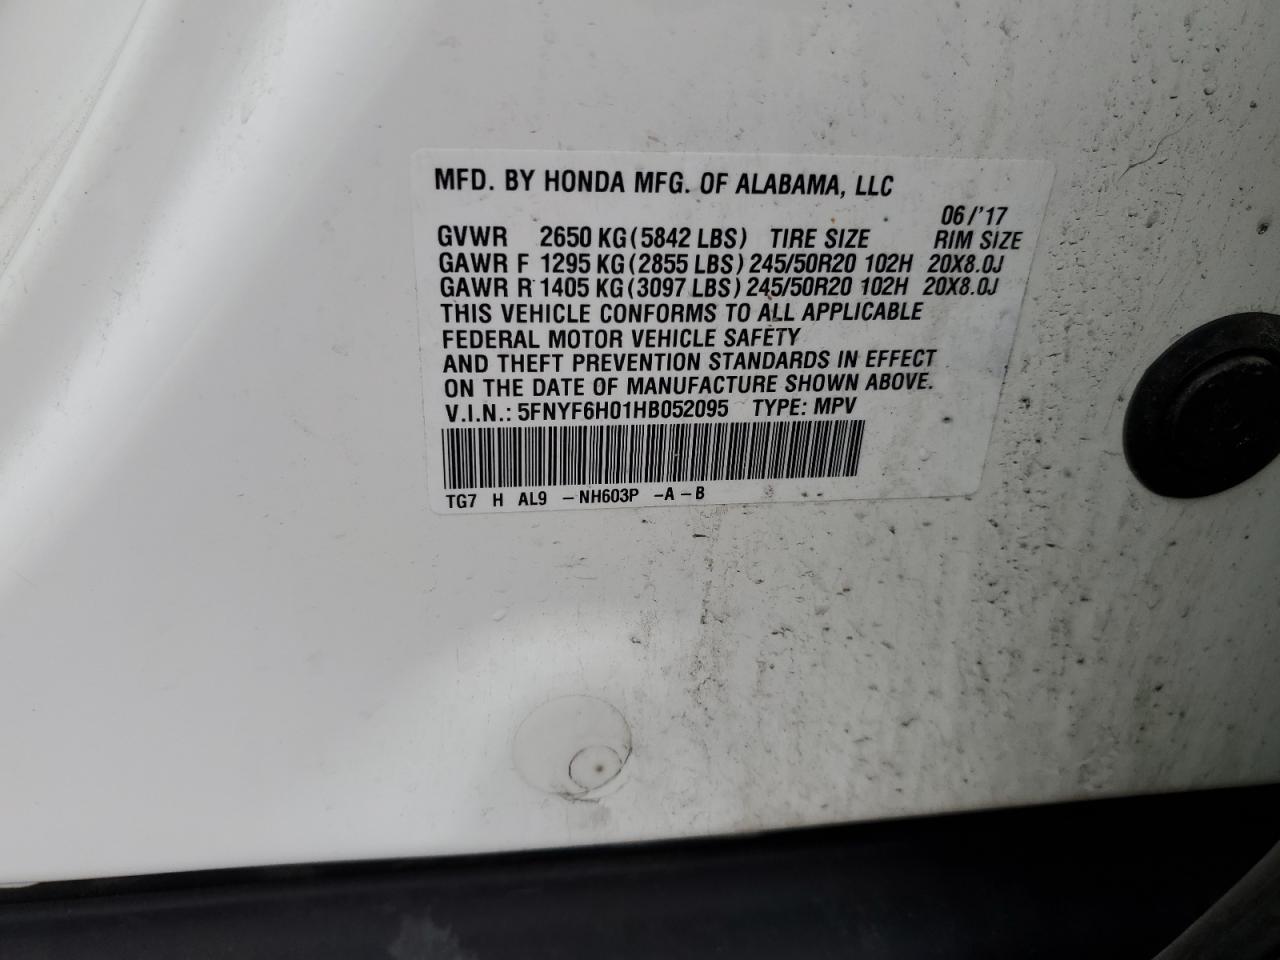 MFD. BY HONDA MFG. OF ALABAMA, LLC
06/'17
GVWR 2650 KG (5842 LBS) TIRE SIZE RIM SIZE
GAWR F 1295 KG (2855 LBS) 245/50R20 102H 20X8.0J
GAWR R 1405 KG (3097 LBS) 245/50R20 102H 20X8.0J
THIS VEHICLE CONFORMS TO ALL APPLICABLE
FEDERAL MOTOR VEHICLE SAFETY
AND THEFT PREVENTION STANDARDS IN EFFECT
ON THE DATE OF MANUFACTURE SHOWN ABOVE.
V.I.N.: 5FNYF6H01HB052095 TYPE: MPV
TG7 H AL9 -NH603P -A-B